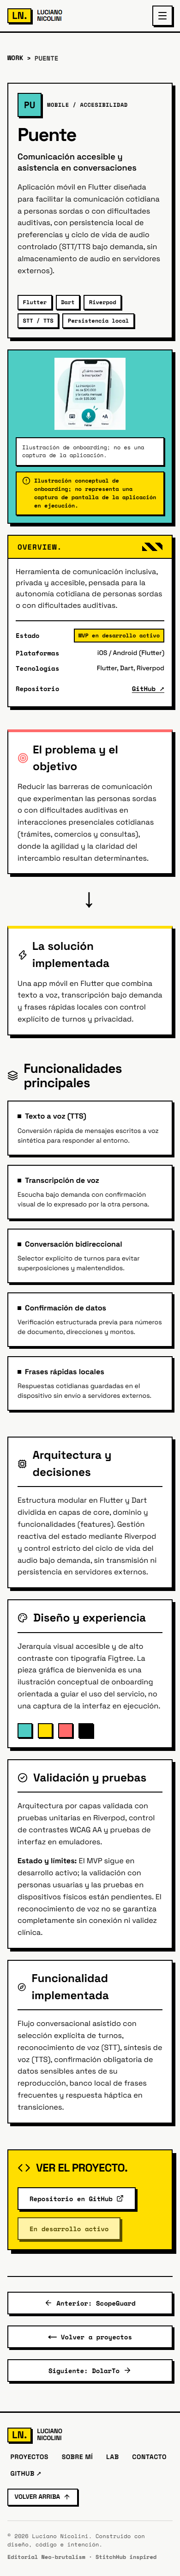 LN.
LUCIANO
NICOLINI
WORK > PUENTE
PU
MOBILE / ACCESIBILIDAD
Puente
Comunicación accesible y
asistencia en conversaciones
Aplicación móvil en Flutter diseñada
para facilitar la comunicación cotidiana
a personas sordas o con dificultades
auditivas, con persistencia local de
preferencias y ciclo de vida de audio
controlado (STT/TTS bajo demanda, sin
almacenamiento de audio en servidores
externos).
Flutter
Dart
Riverpod
STT / TTS
Persistencia local
Ilustración de onboarding; no es una
captura de la aplicación.
Ilustración conceptual de
onboarding; no representa una
captura de pantalla de la aplicación
en ejecución.
OVERVIEW.
Herramienta de comunicación inclusiva,
privada y accesible, pensada para la
autonomía cotidiana de personas sordas
o con dificultades auditivas.
Estado
MVP en desarrollo activo
Plataformas
iOS / Android (Flutter)
Tecnologías
Flutter, Dart, Riverpod
Repositorio
GitHub ↗
El problema y el
objetivo
Reducir las barreras de comunicación
que experimentan las personas sordas
o con dificultades auditivas en
interacciones presenciales cotidianas
(trámites, comercios y consultas),
donde la agilidad y la claridad del
intercambio resultan determinantes.
↓
La solución
implementada
Una app móvil en Flutter que combina
texto a voz, transcripción bajo demanda
y frases rápidas locales con control
explícito de turnos y privacidad.
Funcionalidades
principales
Texto a voz (TTS)
Conversión rápida de mensajes escritos a voz
sintética para responder al entorno.
Transcripción de voz
Escucha bajo demanda con confirmación
visual de lo expresado por la otra persona.
Conversación bidireccional
Selector explícito de turnos para evitar
superposiciones y malentendidos.
Confirmación de datos
Verificación estructurada previa para números
de documento, direcciones y montos.
Frases rápidas locales
Respuestas cotidianas guardadas en el
dispositivo sin envío a servidores externos.
Arquitectura y
decisiones
Estructura modular en Flutter y Dart
dividida en capas de core, dominio y
funcionalidades (features). Gestión
reactiva del estado mediante Riverpod
y control estricto del ciclo de vida del
audio bajo demanda, sin transmisión ni
persistencia en servidores externos.
Diseño y experiencia
Jerarquía visual accesible y de alto
contraste con tipografía Figtree. La
pieza gráfica de bienvenida es una
ilustración conceptual de onboarding
orientada a guiar el uso del servicio, no
una captura de la interfaz en ejecución.
Validación y pruebas
Arquitectura por capas validada con
pruebas unitarias en Riverpod, control
de contrastes WCAG AA y pruebas de
interfaz en emuladores.
Estado y límites: El MVP sigue en
desarrollo activo; la validación con
personas usuarias y las pruebas en
dispositivos físicos están pendientes. El
reconocimiento de voz no se garantiza
completamente sin conexión ni validez
clínica.
Funcionalidad
implementada
Flujo conversacional asistido con
selección explícita de turnos,
reconocimiento de voz (STT), síntesis de
voz (TTS), confirmación obligatoria de
datos sensibles antes de su
reproducción, banco local de frases
frecuentes y respuesta háptica en
transiciones.
VER EL PROYECTO.
Repositorio en GitHub
En desarrollo activo
← Anterior: ScopeGuard
⟵ Volver a proyectos
Siguiente: DolarTo →
LN.
LUCIANO
NICOLINI
PROYECTOS
SOBRE MÍ
LAB
CONTACTO
GITHUB ↗
VOLVER ARRIBA ↑
© 2026 Luciano Nicolini. Construido con
diseño, código e intención.
Editorial Neo-brutalism · StitchHub inspired